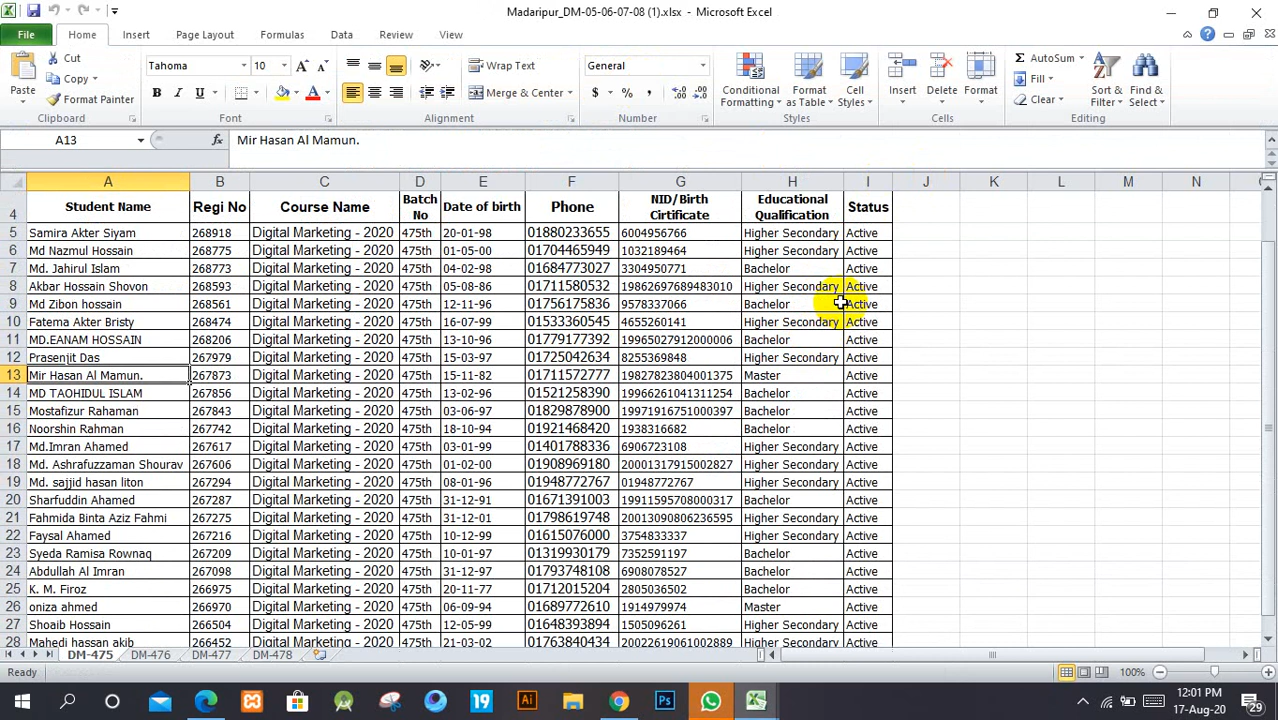 Madaripur_DM-05-06-07-08 (1).xlsx - Microsoft Excel
File Home Insert Page Layout Formulas Data Review View
Paste Cut Copy Format Painter Clipboard
Tahoma 10 A A B I U A Font
Wrap Text Merge & Center Alignment
General $ % , Number
Conditional Formatting Format as Table Cell Styles Styles
Insert Delete Format Cells
AutoSum Fill Clear Sort & Filter Find & Select Editing
A13 fx Mir Hasan Al Mamun.
A B C D E F G H I J K L M N
4 Student Name Regi No Course Name Batch No Date of birth Phone NID/Birth Cirtificate Educational Qualification Status
5 Samira Akter Siyam 268918 Digital Marketing - 2020 475th 20-01-98 01880233655 6004956766 Higher Secondary Active
6 Md Nazmul Hossain 268775 Digital Marketing - 2020 475th 01-05-00 01704465949 1032189464 Higher Secondary Active
7 Md. Jahirul Islam 268773 Digital Marketing - 2020 475th 04-02-98 01684773027 3304950771 Bachelor Active
8 Akbar Hossain Shovon 268593 Digital Marketing - 2020 475th 05-08-86 01711580532 19862697689483010 Higher Secondary Active
9 Md Zibon hossain 268561 Digital Marketing - 2020 475th 12-11-96 01756175836 9578337066 Bachelor Active
10 Fatema Akter Bristy 268474 Digital Marketing - 2020 475th 16-07-99 01533360545 4655260141 Higher Secondary Active
11 MD.EANAM HOSSAIN 268206 Digital Marketing - 2020 475th 13-10-96 01779177392 19965027912000006 Bachelor Active
12 Prasenjit Das 267979 Digital Marketing - 2020 475th 15-03-97 01725042634 8255369848 Higher Secondary Active
13 Mir Hasan Al Mamun. 267873 Digital Marketing - 2020 475th 15-11-82 01711572777 19827823804001375 Master Active
14 MD TAOHIDUL ISLAM 267856 Digital Marketing - 2020 475th 13-02-96 01521258390 19966261041311254 Bachelor Active
15 Mostafizur Rahaman 267843 Digital Marketing - 2020 475th 03-06-97 01829878900 19971916751000397 Bachelor Active
16 Noorshin Rahman 267742 Digital Marketing - 2020 475th 18-10-94 01921468420 1938316682 Bachelor Active
17 Md.Imran Ahamed 267617 Digital Marketing - 2020 475th 03-01-99 01401788336 6906723108 Higher Secondary Active
18 Md. Ashrafuzzaman Shourav 267606 Digital Marketing - 2020 475th 01-02-00 01908969180 20001317915002827 Higher Secondary Active
19 Md. sajjid hasan liton 267294 Digital Marketing - 2020 475th 08-01-96 01948772767 01948772767 Higher Secondary Active
20 Sharfuddin Ahamed 267287 Digital Marketing - 2020 475th 31-12-91 01671391003 19911595708000317 Bachelor Active
21 Fahmida Binta Aziz Fahmi 267275 Digital Marketing - 2020 475th 31-12-01 01798619748 20013090806236595 Higher Secondary Active
22 Faysal Ahamed 267216 Digital Marketing - 2020 475th 10-12-99 01615076000 3754833337 Higher Secondary Active
23 Syeda Ramisa Rownaq 267209 Digital Marketing - 2020 475th 10-01-97 01319930179 7352591197 Bachelor Active
24 Abdullah Al Imran 267098 Digital Marketing - 2020 475th 31-12-97 01793748108 6908078527 Bachelor Active
25 K. M. Firoz 266975 Digital Marketing - 2020 475th 20-11-77 01712015204 2805036502 Bachelor Active
26 oniza ahmed 266970 Digital Marketing - 2020 475th 06-09-94 01689772610 1914979974 Master Active
27 Shoaib Hossain 266504 Digital Marketing - 2020 475th 12-05-99 01648393894 1505096261 Higher Secondary Active
28 Mahedi hassan akib 266452 Digital Marketing - 2020 475th 21-03-02 01763840434 20022619061002889 Higher Secondary Active
DM-475 DM-476 DM-477 DM-478
Ready 100%
19 Ai Ps 12:01 PM
17-Aug-20 29